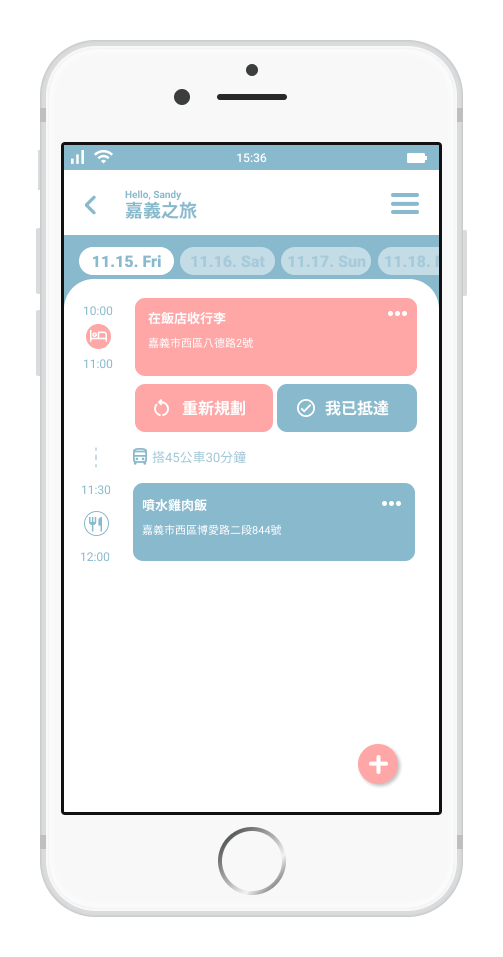 15:36
Hello, Sandy
嘉義之旅
11.15. Fri
11.16. Sat
11.17. Sun
11.18.
10:00
在飯店收行李
嘉義市西區八德路2號
11:00
重新規劃
我已抵達
搭45公車30分鐘
11:30
噴水雞肉飯
嘉義市西區博愛路二段844號
12:00